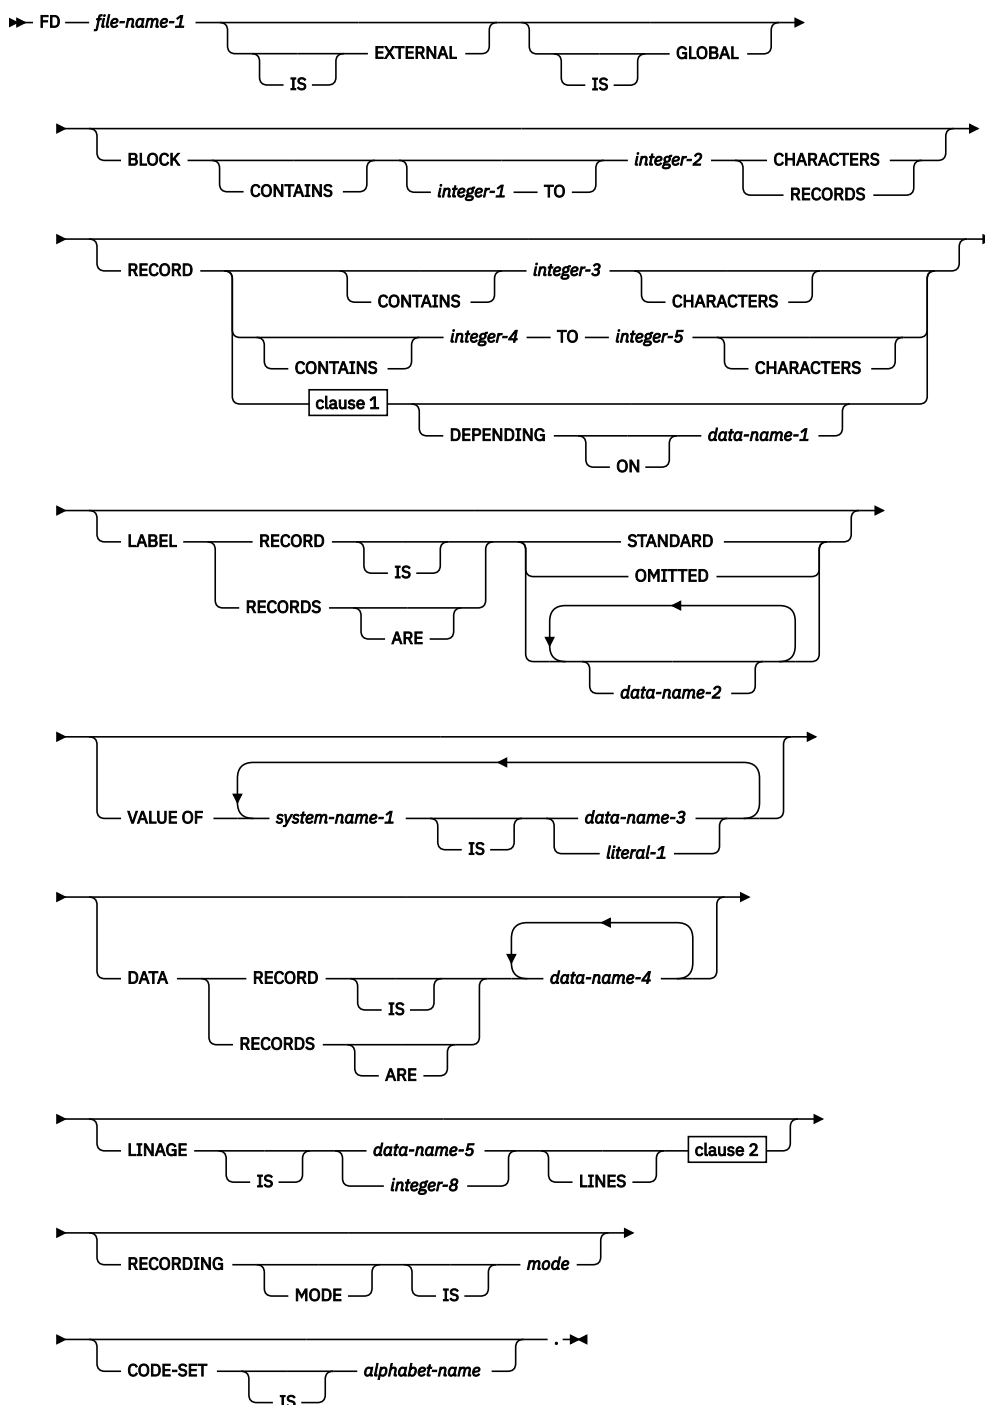 FD file-name-1
EXTERNAL GLOBAL
IS IS
BLOCK integer-2 CHARACTERS
CONTAINS integer-1 TO RECORDS
RECORD integer-3
CONTAINS CHARACTERS
integer-4 TO integer-5
CONTAINS CHARACTERS
clause 1
DEPENDING data-name-1
ON
LABEL RECORD STANDARD
IS OMITTED
RECORDS
ARE
data-name-2
VALUE OF system-name-1 data-name-3
IS literal-1
DATA RECORD data-name-4
IS
RECORDS
ARE
LINAGE data-name-5 clause 2
IS integer-8 LINES
RECORDING mode
MODE IS
.
CODE-SET alphabet-name
IS